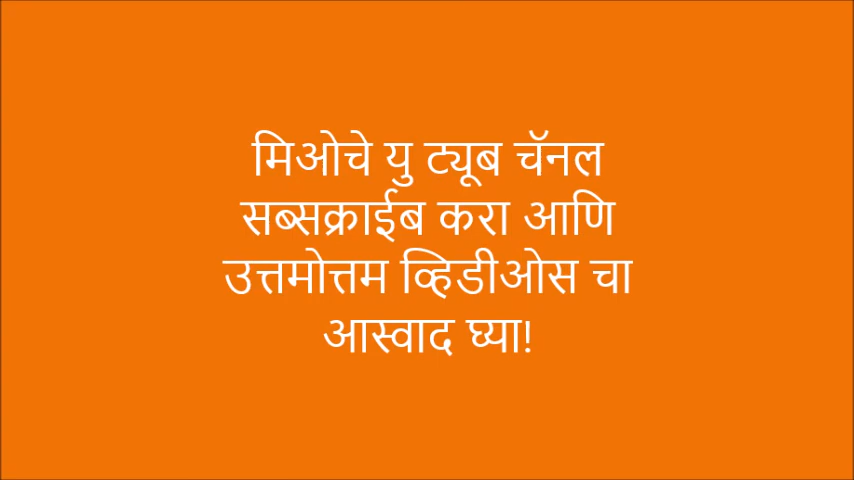 मिओचे यु ट्यूब चॅनल
सब्सक्राईब करा आणि
उत्तमोत्तम व्हिडीओस चा
आस्वाद घ्या!